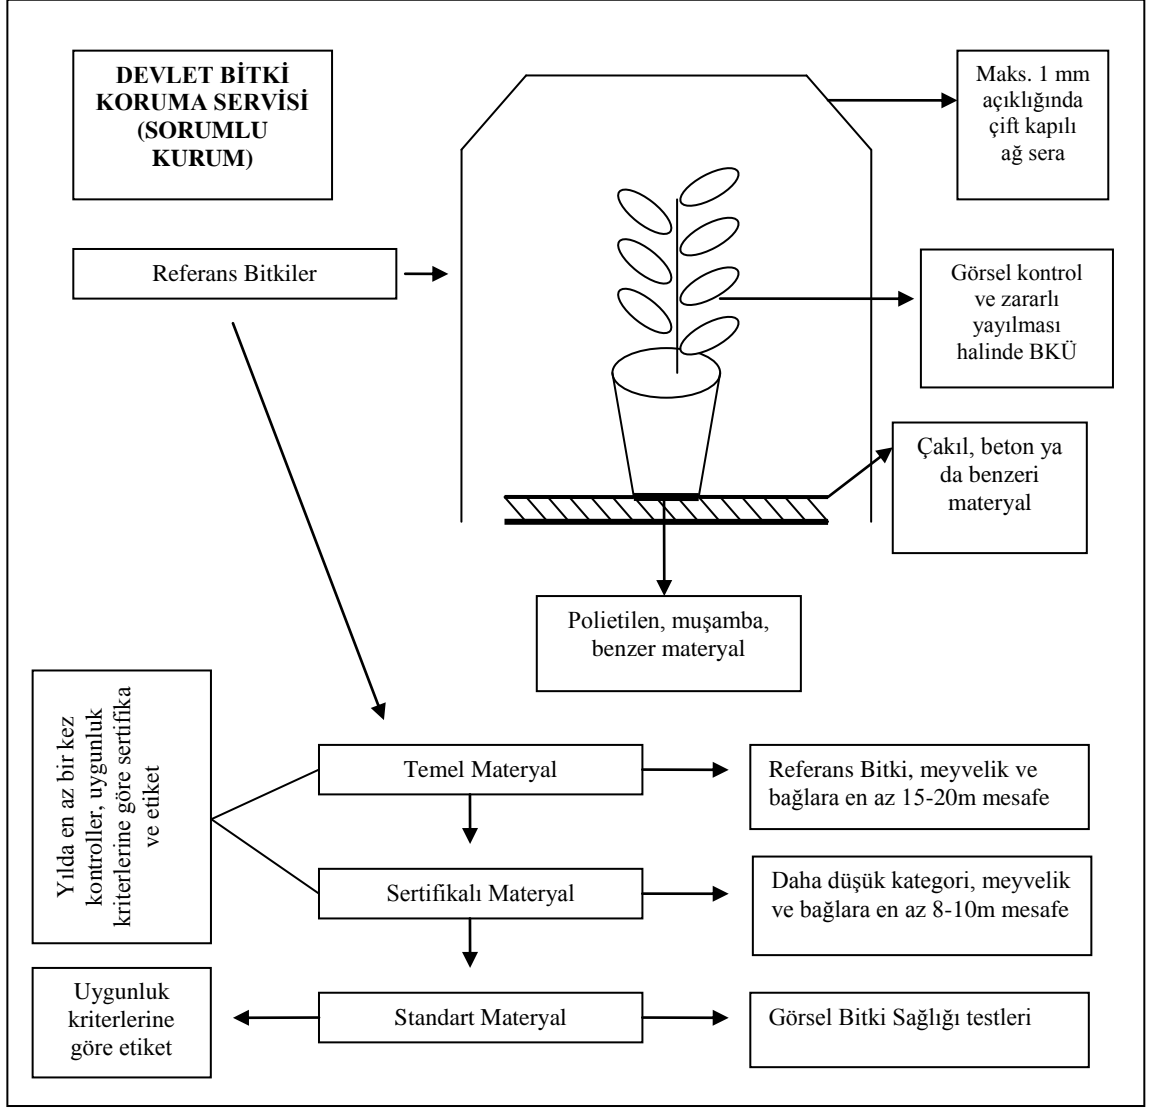 DEVLET BİTKİ
KORUMA SERVİSİ
(SORUMLU
KURUM)
Maks. 1 mm
açıklığında
çift kapılı
ağ sera
Referans Bitkiler
Görsel kontrol
ve zararlı
yayılması
halinde BKÜ
Çakıl, beton ya
da benzeri
materyal
Polietilen, muşamba,
benzer materyal
Yılda en az bir kez
kontroller, uygunluk
kriterlerine göre sertifika
ve etiket
Temel Materyal
Referans Bitki, meyvelik ve
bağlara en az 15-20m mesafe
Sertifikalı Materyal
Daha düşük kategori, meyvelik
ve bağlara en az 8-10m mesafe
Uygunluk
kriterlerine
göre etiket
Standart Materyal
Görsel Bitki Sağlığı testleri